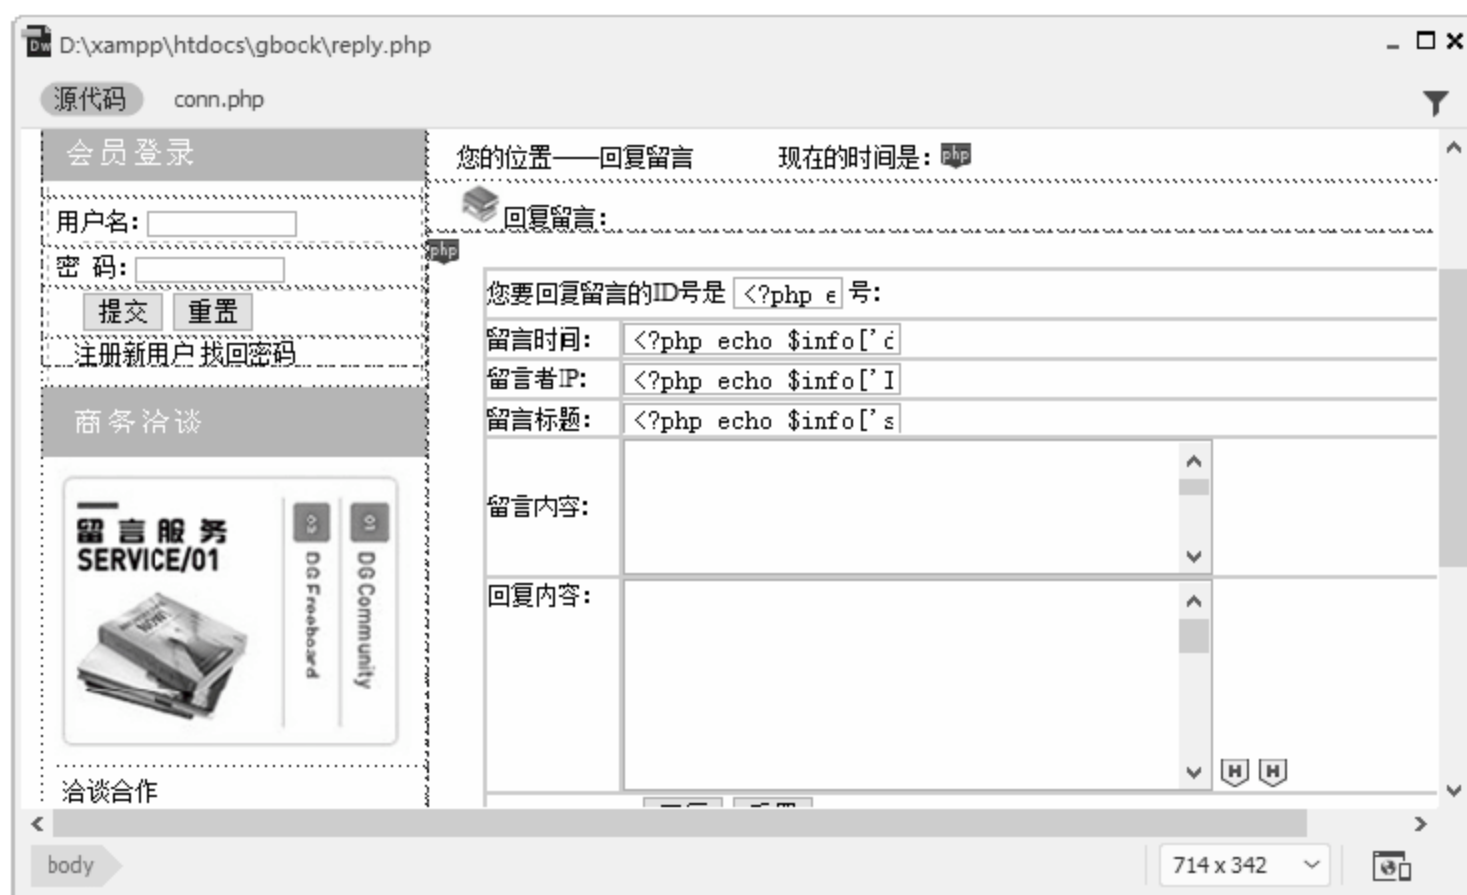 Dw D:\xampp\htdocs\gbock\reply.php
源代码 conn.php
会员登录
用户名:
密 码:
提交 重置
注册新用户 找回密码
商务洽谈
留言服务
SERVICE/01
03 DG Freeboard
01 DG Community
洽谈合作
您的位置——回复留言 现在的时间是: php
回复留言:
php
您要回复留言的ID号是 <?php e 号:
留言时间: <?php echo $info['d
留言者IP: <?php echo $info['I
留言标题: <?php echo $info['s
留言内容:
回复内容:
H H
body 714 x 342